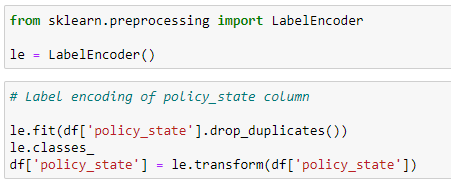 from sklearn.preprocessing import LabelEncoder
le = LabelEncoder()
# Label encoding of policy_state column
le.fit(df['policy_state'].drop_duplicates())
le.classes_
df['policy_state'] = le.transform(df['policy_state'])